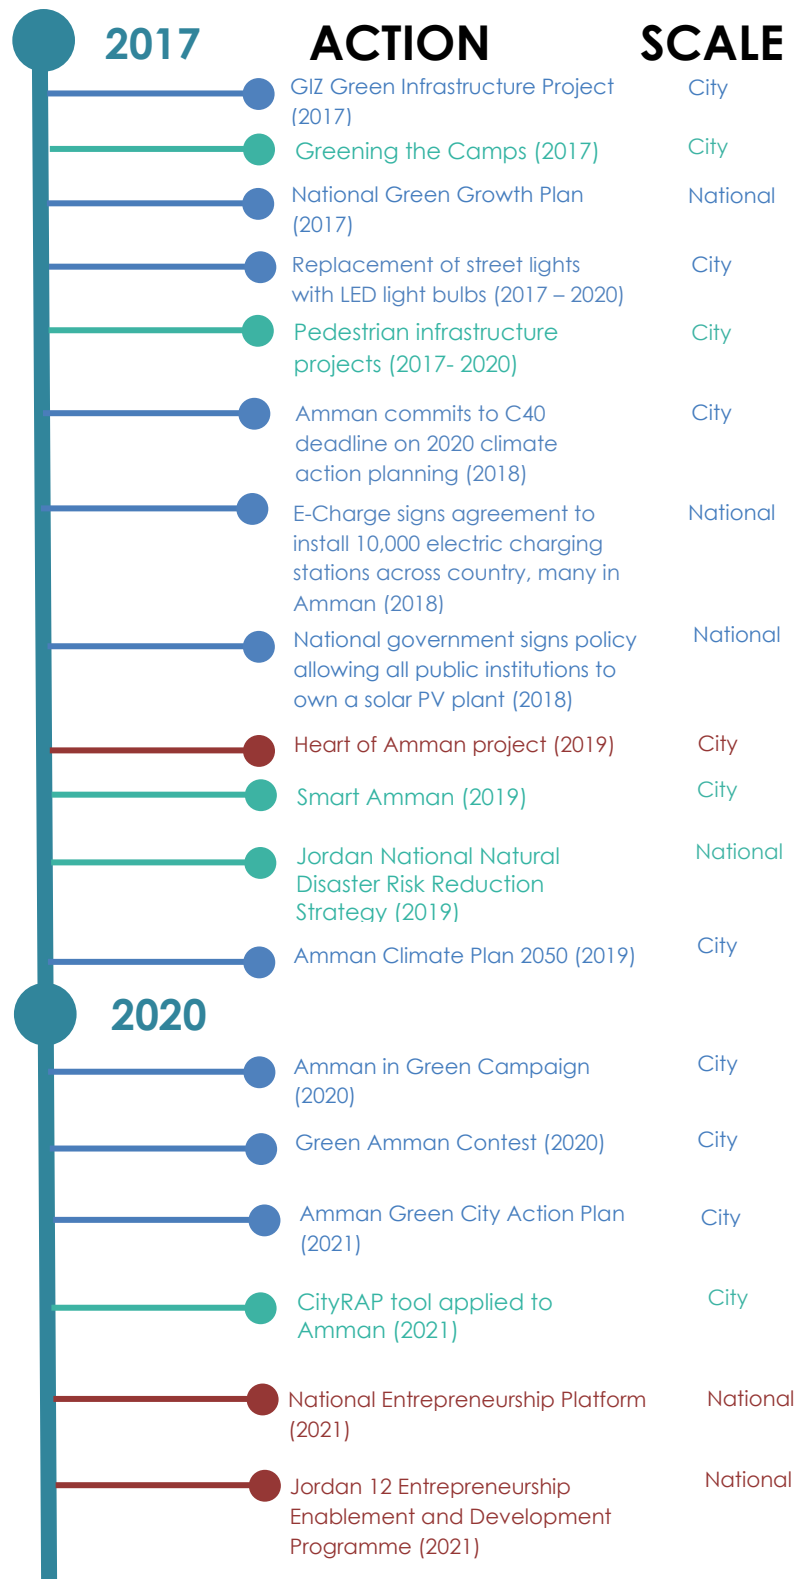 2017 ACTION SCALE
GIZ Green Infrastructure Project City
(2017)
Greening the Camps (2017) City
National Green Growth Plan National
(2017)
Replacement of street lights City
with LED light bulbs (2017 – 2020)
Pedestrian infrastructure City
projects (2017- 2020)
Amman commits to C40 City
deadline on 2020 climate
action planning (2018)
E-Charge signs agreement to National
install 10,000 electric charging
stations across country, many in
Amman (2018)
National government signs policy National
allowing all public institutions to
own a solar PV plant (2018)
Heart of Amman project (2019) City
Smart Amman (2019) City
Jordan National Natural National
Disaster Risk Reduction
Strategy (2019)
Amman Climate Plan 2050 (2019) City
2020
Amman in Green Campaign City
(2020)
Green Amman Contest (2020) City
Amman Green City Action Plan City
(2021)
CityRAP tool applied to City
Amman (2021)
National Entrepreneurship Platform National
(2021)
Jordan 12 Entrepreneurship National
Enablement and Development
Programme (2021)